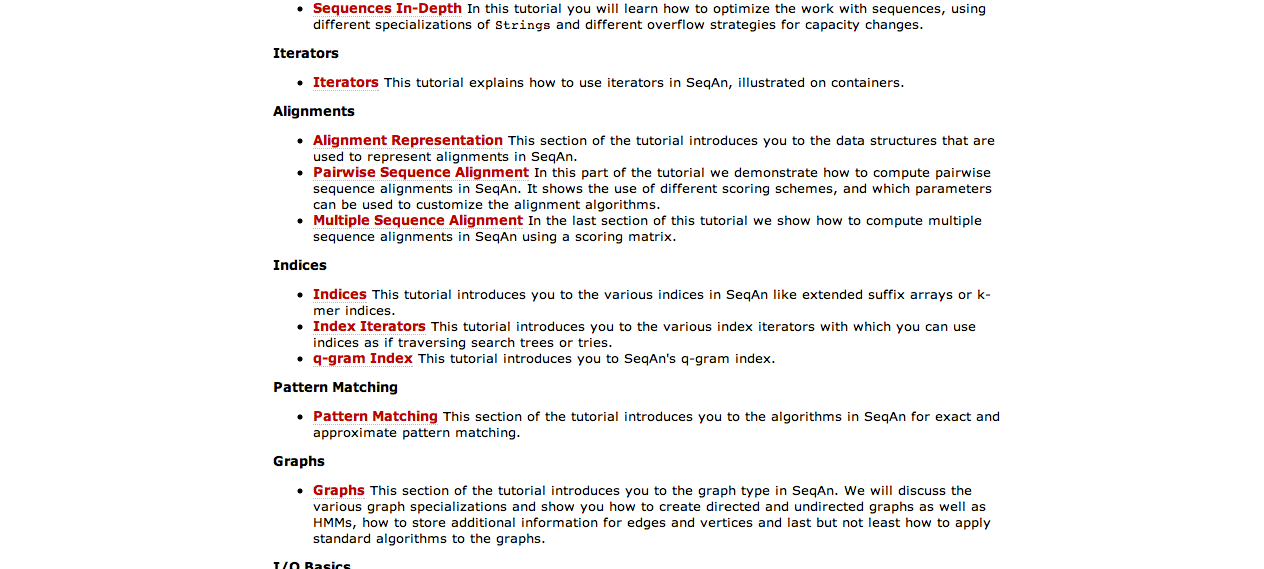 Sequences In-Depth In this tutorial you will learn how to optimize the work with sequences, using
different specializations of Strings and different overflow strategies for capacity changes.
Iterators
Iterators This tutorial explains how to use iterators in SeqAn, illustrated on containers.
Alignments
Alignment Representation This section of the tutorial introduces you to the data structures that are
used to represent alignments in SeqAn.
Pairwise Sequence Alignment In this part of the tutorial we demonstrate how to compute pairwise
sequence alignments in SeqAn. It shows the use of different scoring schemes, and which parameters
can be used to customize the alignment algorithms.
Multiple Sequence Alignment In the last section of this tutorial we show how to compute multiple
sequence alignments in SeqAn using a scoring matrix.
Indices
Indices This tutorial introduces you to the various indices in SeqAn like extended suffix arrays or k-
mer indices.
Index Iterators This tutorial introduces you to the various index iterators with which you can use
indices as if traversing search trees or tries.
q-gram Index This tutorial introduces you to SeqAn's q-gram index.
Pattern Matching
Pattern Matching This section of the tutorial introduces you to the algorithms in SeqAn for exact and
approximate pattern matching.
Graphs
Graphs This section of the tutorial introduces you to the graph type in SeqAn. We will discuss the
various graph specializations and show you how to create directed and undirected graphs as well as
HMMs, how to store additional information for edges and vertices and last but not least how to apply
standard algorithms to the graphs.
I/O Basics